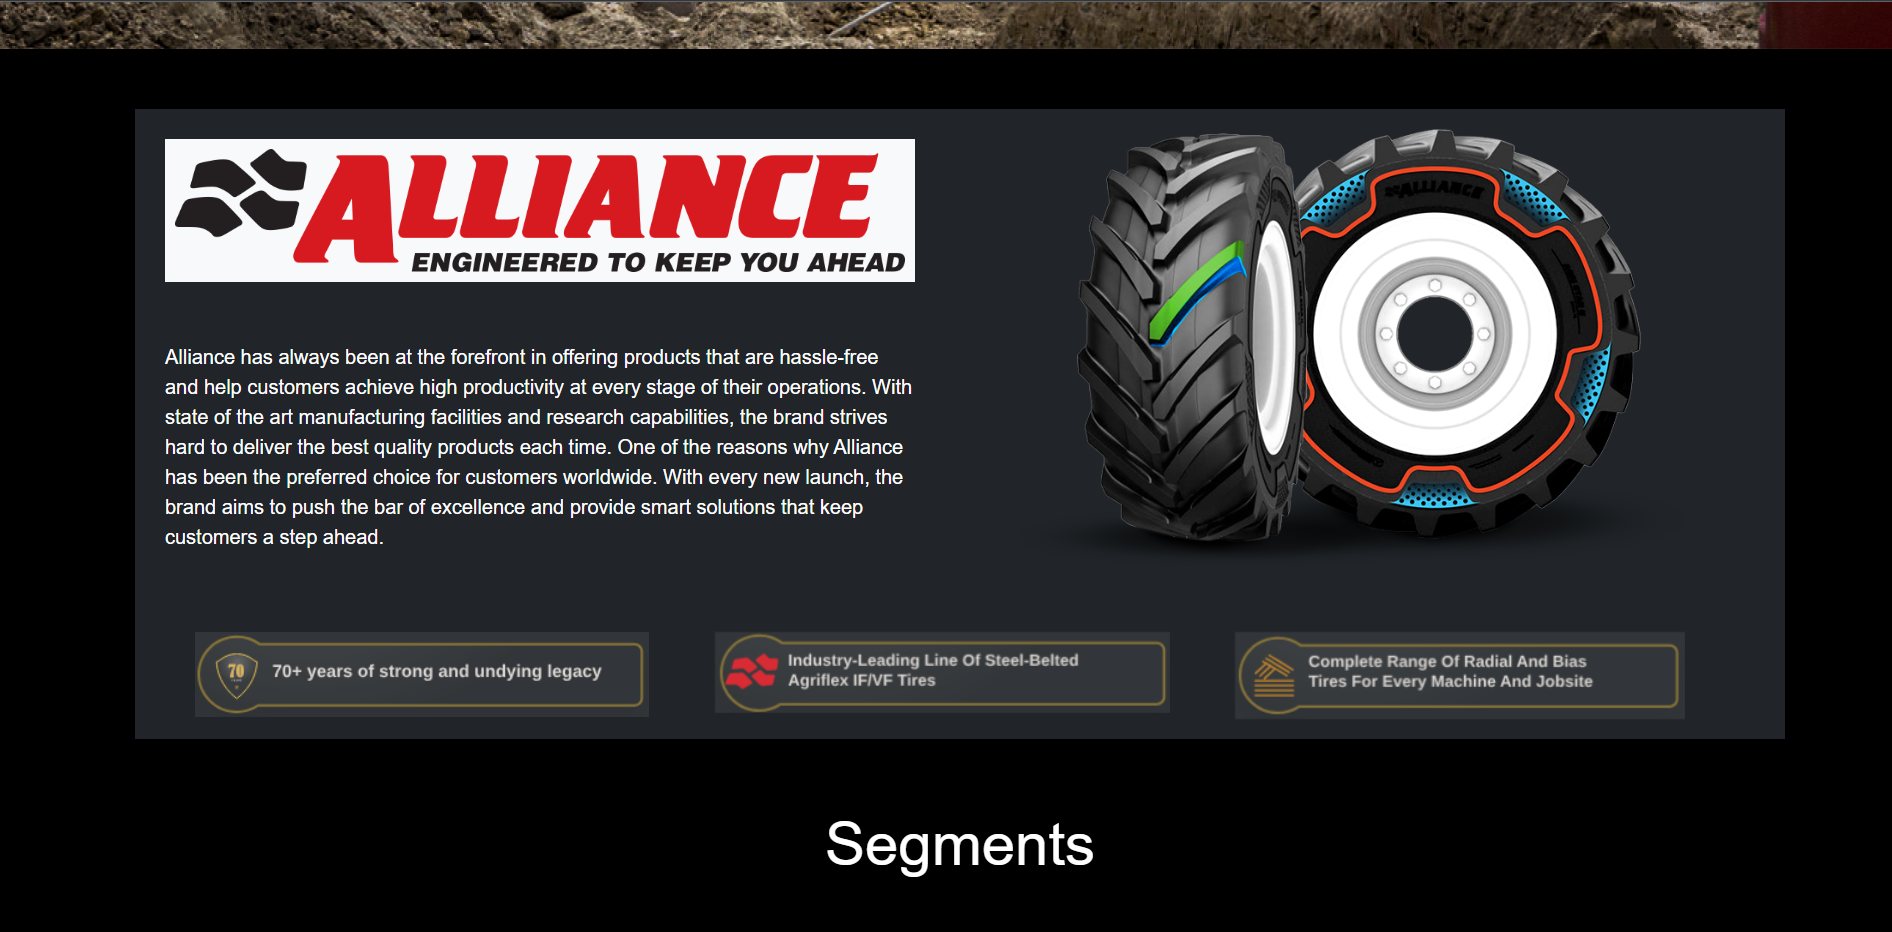 ALLIANCE
ENGINEERED TO KEEP YOU AHEAD
ALLIANCE
Alliance has always been at the forefront in offering products that are hassle-free
and help customers achieve high productivity at every stage of their operations. With
state of the art manufacturing facilities and research capabilities, the brand strives
hard to deliver the best quality products each time. One of the reasons why Alliance
has been the preferred choice for customers worldwide. With every new launch, the
brand aims to push the bar of excellence and provide smart solutions that keep
customers a step ahead.
70
70+ years of strong and undying legacy
Industry-Leading Line Of Steel-Belted
Agriflex IF/VF Tires
Complete Range Of Radial And Bias
Tires For Every Machine And Jobsite
Segments